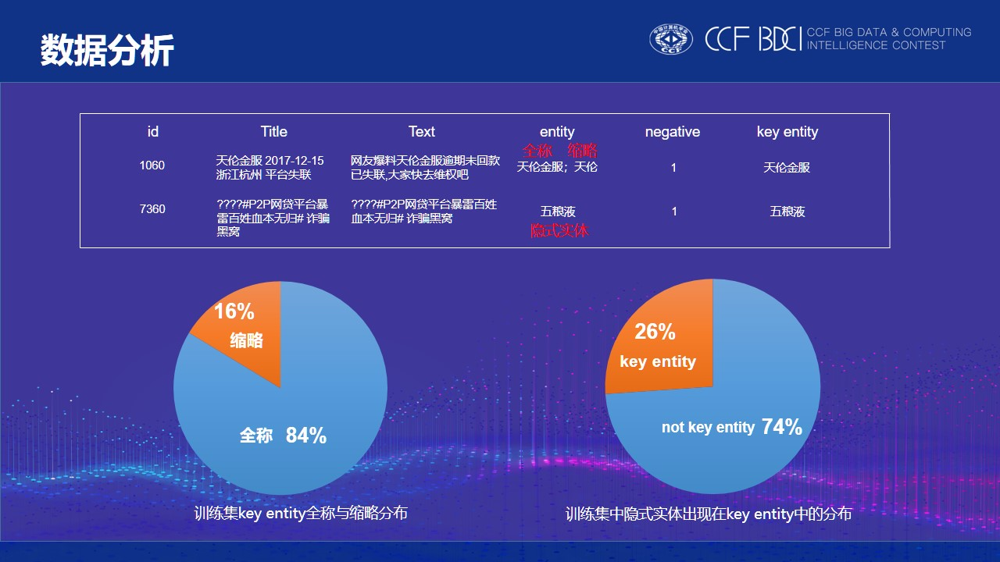 数据分析
中国计算机学会
CCF
CCF BDCI
CCF BIG DATA & COMPUTING
INTELLIGENCE CONTEST
id Title Text entity negative key entity
全称 缩略
1060 天伦金服 2017-12-15 网友爆料天伦金服逾期未回款 天伦金服；天伦 1 天伦金服
浙江杭州 平台失联 已失联,大家快去维权吧
7360 ????#P2P网贷平台暴 ????#P2P网贷平台暴雷百姓 五粮液 1 五粮液
雷百姓血本无归# 诈骗 血本无归# 诈骗黑窝
黑窝
隐式实体
16%
缩略
全称 84%
训练集key entity全称与缩略分布
26%
key entity
not key entity 74%
训练集中隐式实体出现在key entity中的分布